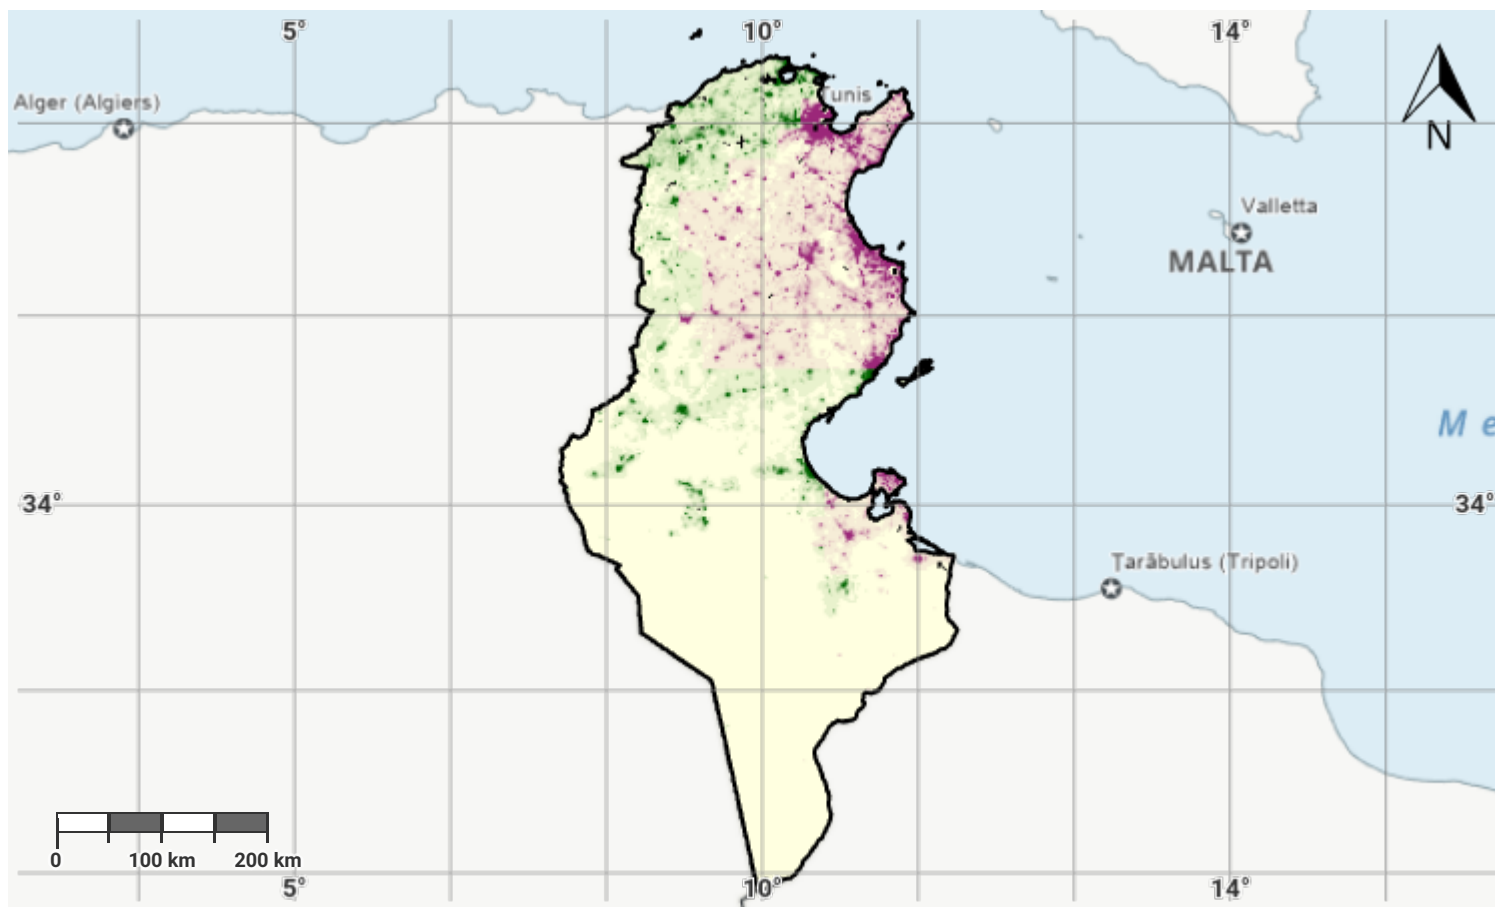 5°
10°
14°
Alger (Algiers)
Tunis
N
Valletta
MALTA
M e
34°
34°
Tarābulus (Tripoli)
0
100 km
200 km
5°
10°
14°